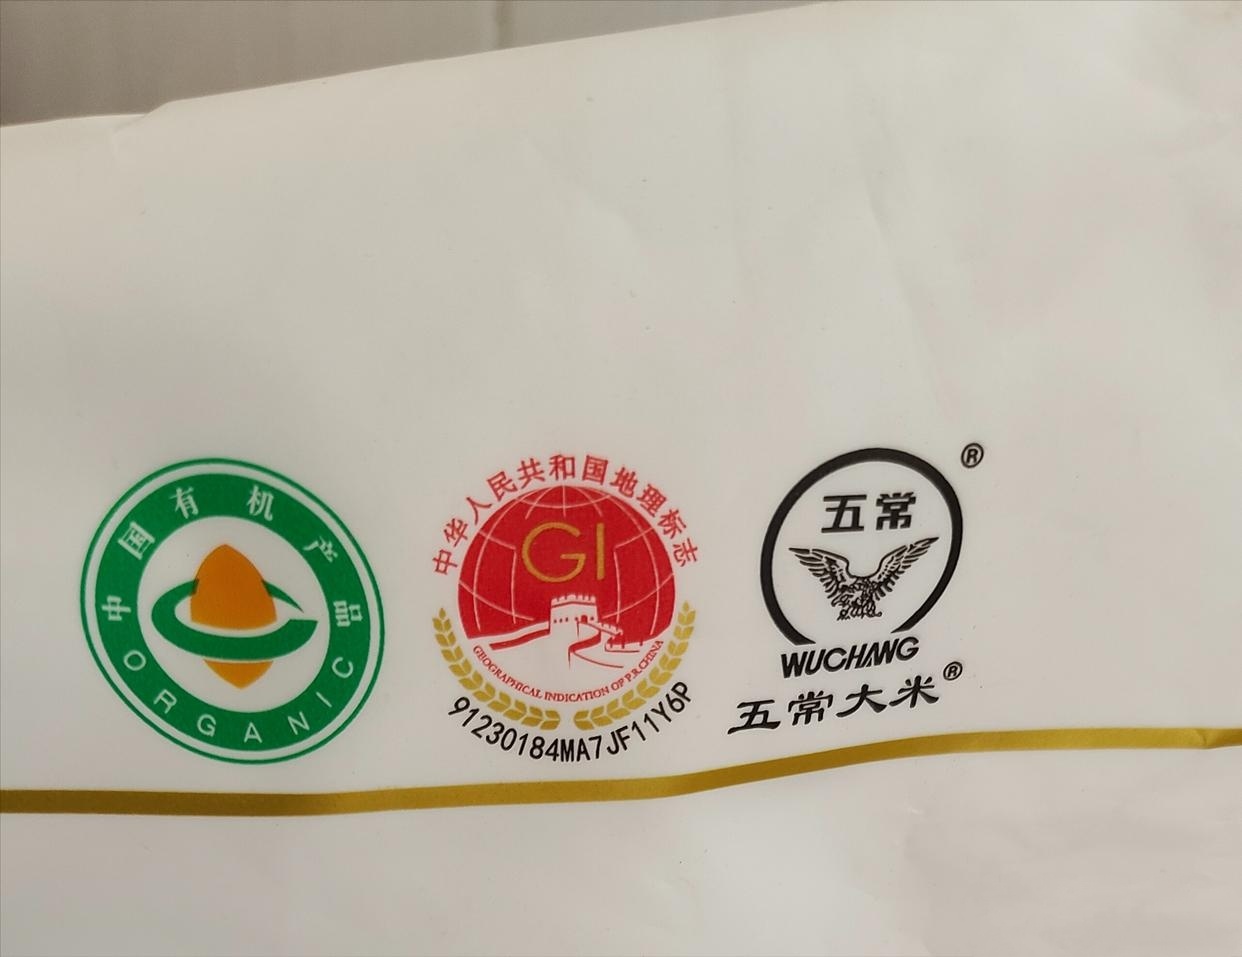 中国有机产品
ORGANIC
中华人民共和国地理标志
GI
GEOGRAPHICAL INDICATION OF P.R.CHINA
91230184MA7JF11Y6P
®
五常
WUCHANG
五常大米®